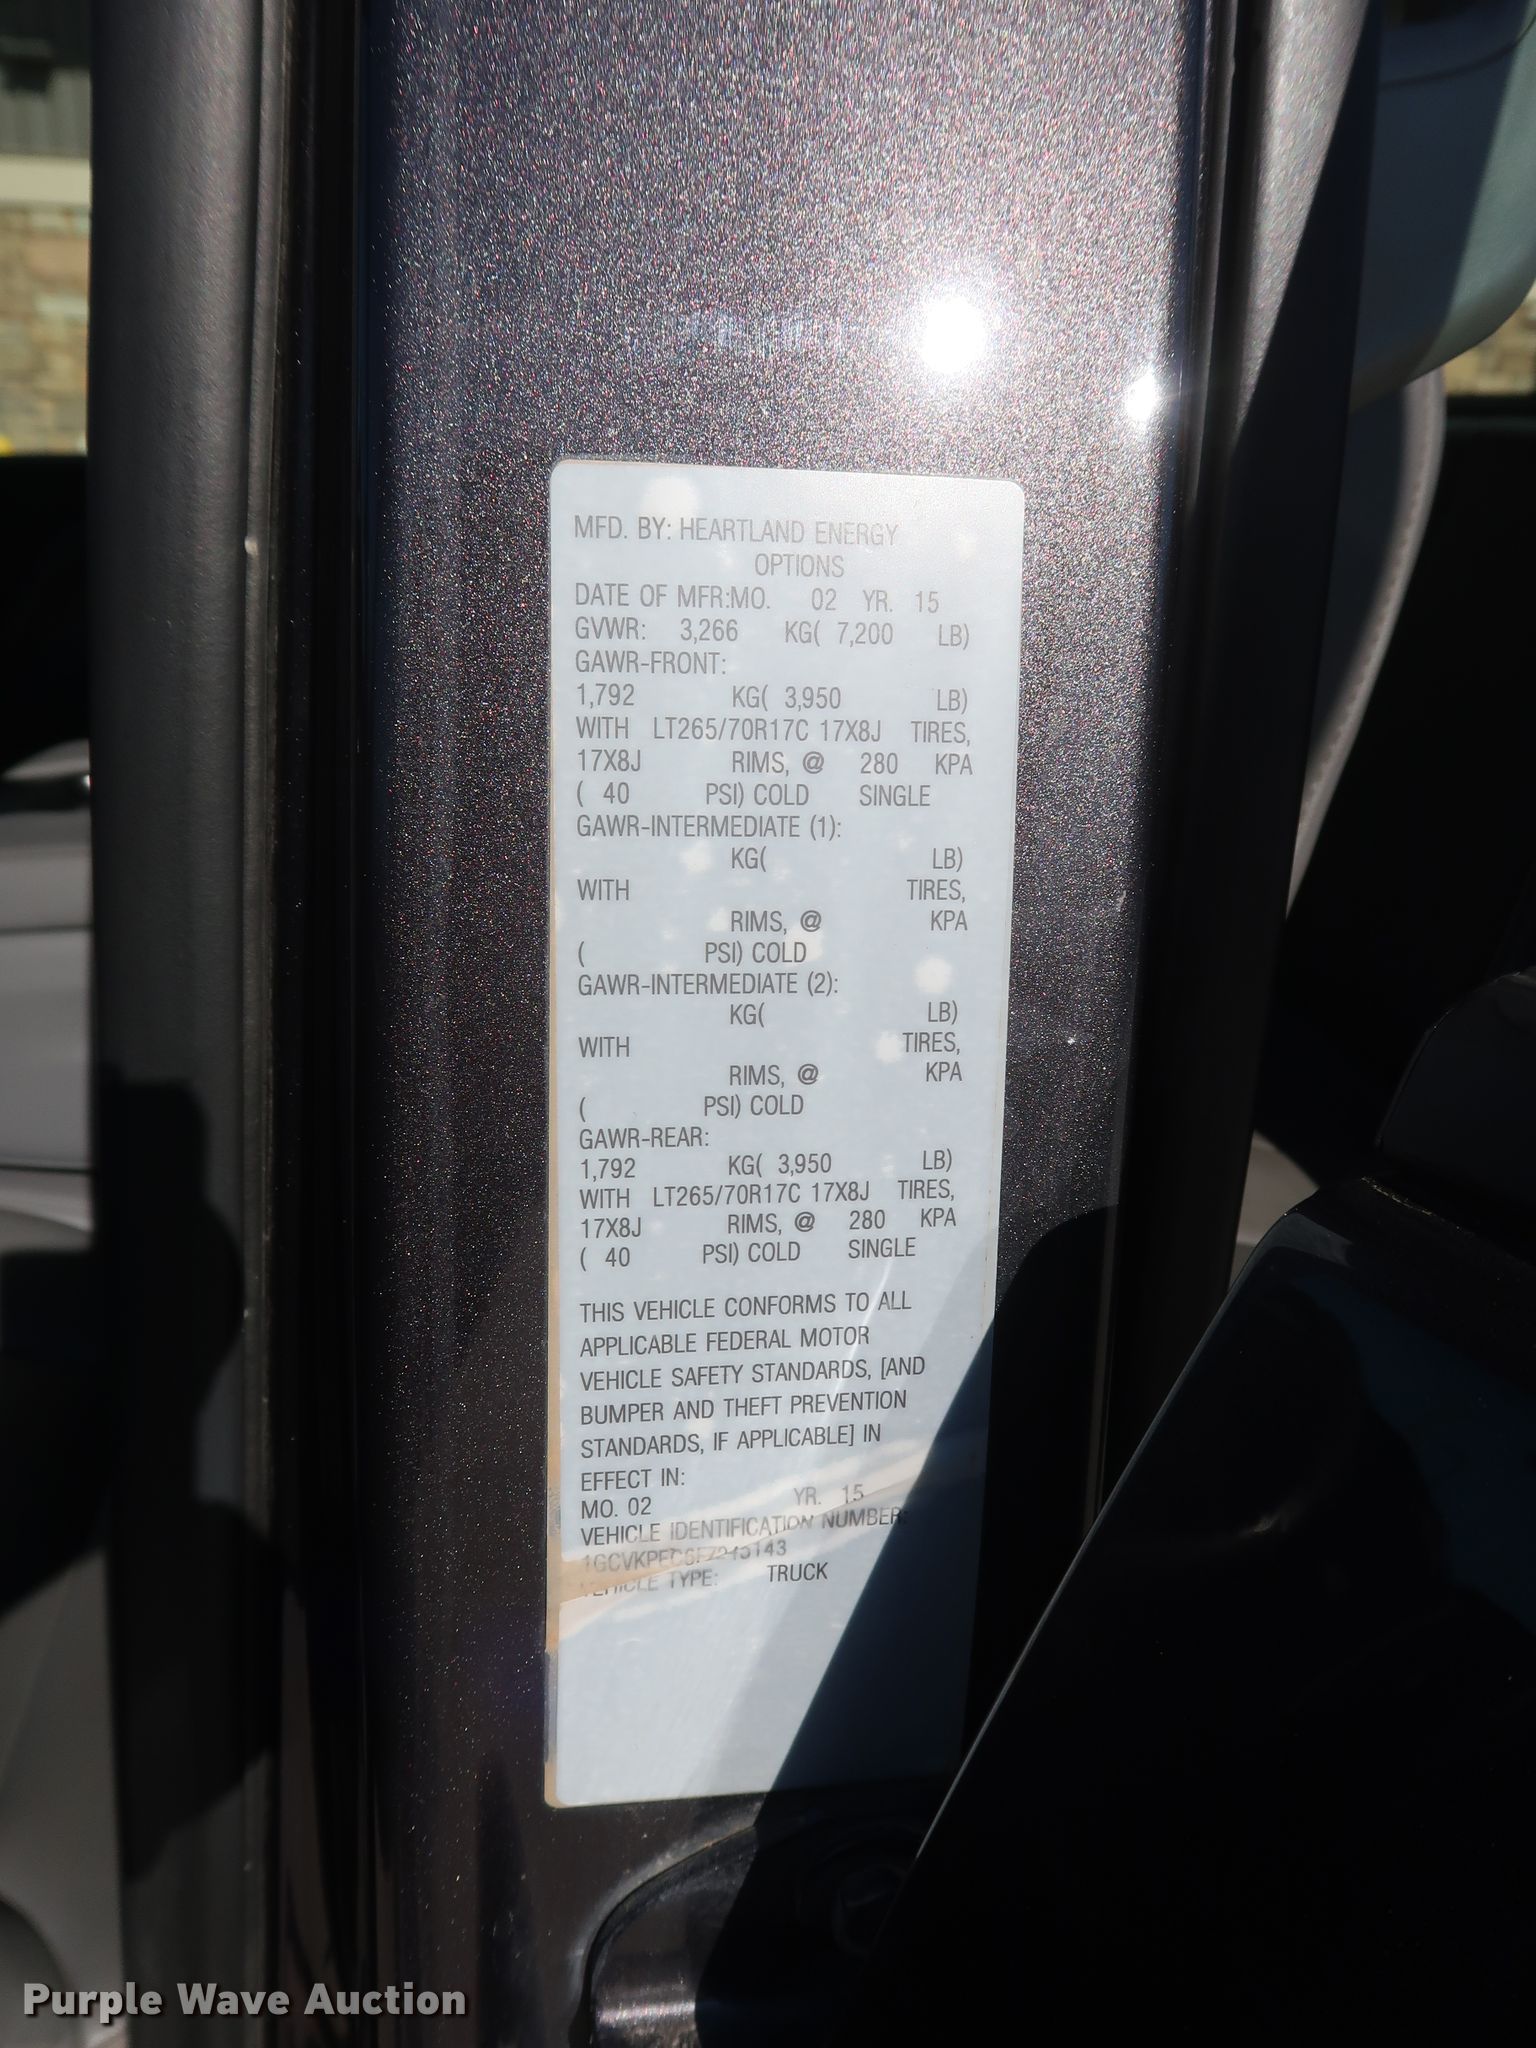 MFD. BY: HEARTLAND ENERGY
OPTIONS
DATE OF MFR:MO. 02 YR. 15
GVWR: 3,266 KG( 7,200 LB)
GAWR-FRONT:
1,792 KG( 3,950 LB)
WITH LT265/70R17C 17X8J TIRES,
17X8J RIMS, @ 280 KPA
( 40 PSI) COLD SINGLE
GAWR-INTERMEDIATE (1):
KG( LB)
WITH TIRES,
RIMS, @ KPA
( PSI) COLD
GAWR-INTERMEDIATE (2):
KG( LB)
WITH TIRES,
RIMS, @ KPA
( PSI) COLD
GAWR-REAR:
1,792 KG( 3,950 LB)
WITH LT265/70R17C 17X8J TIRES,
17X8J RIMS, @ 280 KPA
( 40 PSI) COLD SINGLE
THIS VEHICLE CONFORMS TO ALL
APPLICABLE FEDERAL MOTOR
VEHICLE SAFETY STANDARDS, [AND
BUMPER AND THEFT PREVENTION
STANDARDS, IF APPLICABLE] IN
EFFECT IN:
MO. 02 YR. 15
VEHICLE IDENTIFICATION NUMBER:
VEHICLE TYPE: TRUCK
Purple Wave Auction